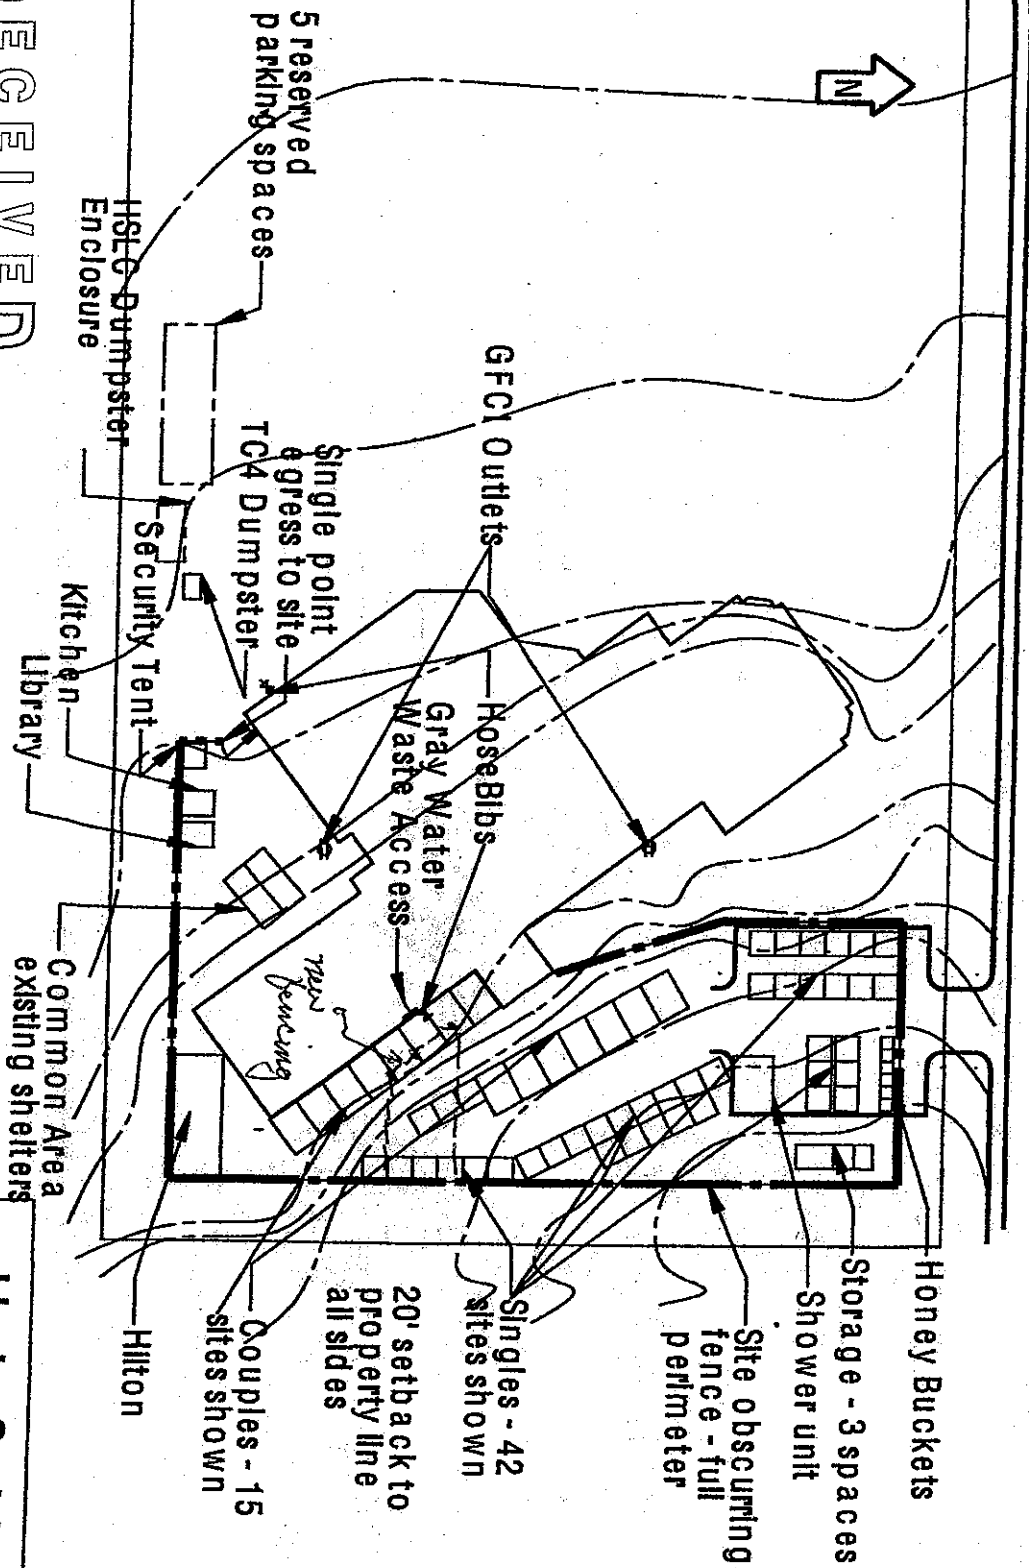 RECEIVED
N
5 reserved
parking spaces
HSLC Dumpster
Enclosure
GFCI Outlets
Single point
egress to site
TC4 Dumpster
Security Tent
Kitchen
Library
HoseBibs
Gray Water
Waste Access
new
fencing
Common Area
existing shelters
Honey Buckets
Storage - 3 spaces
Shower unit
Site obscurring
fence - full
perimeter
Singles - 42
sites shown
20' setback to
property line
all sides
Couples - 15
sites shown
Hilton